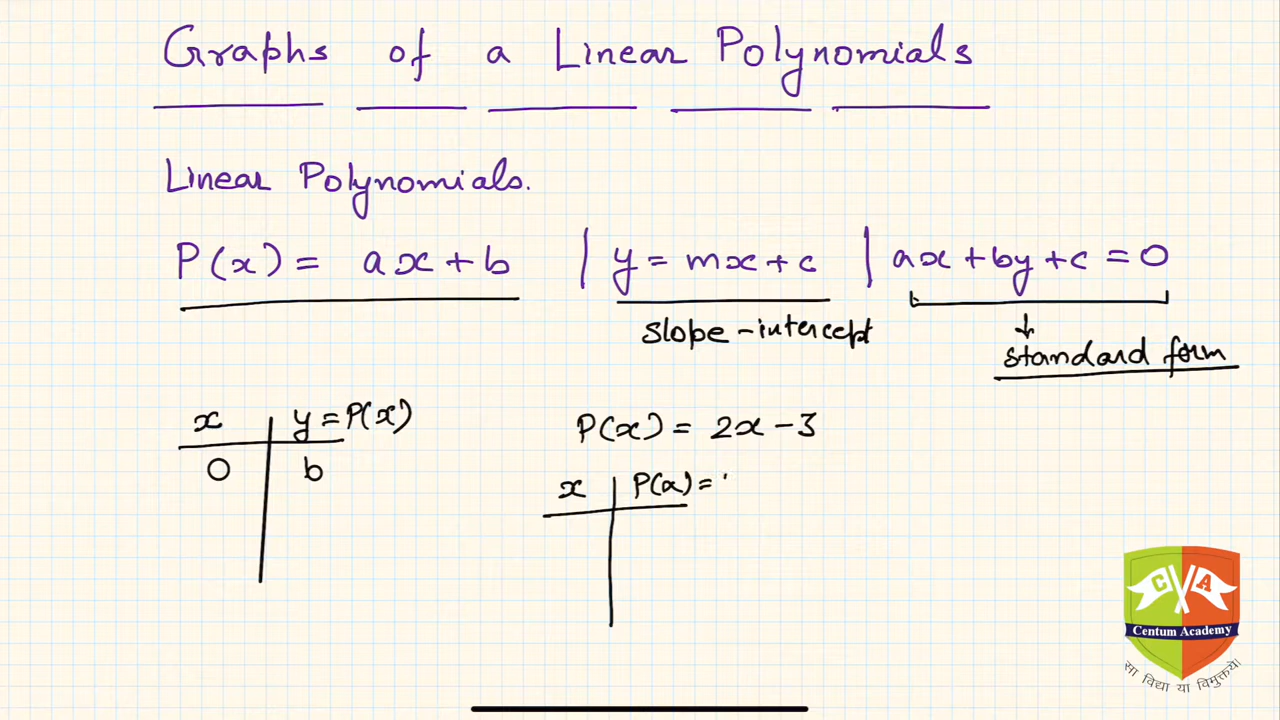 Graphs of a Linear Polynomials
Linear Polynomials.
P(x) = ax + b | y = mx + c | ax + by + c = 0
slope-intercept
standard form
x | y = P(x)
0 | b
P(x) = 2x - 3
x | P(x) =
C A
Centum Academy
सा विद्या या विमुक्तये